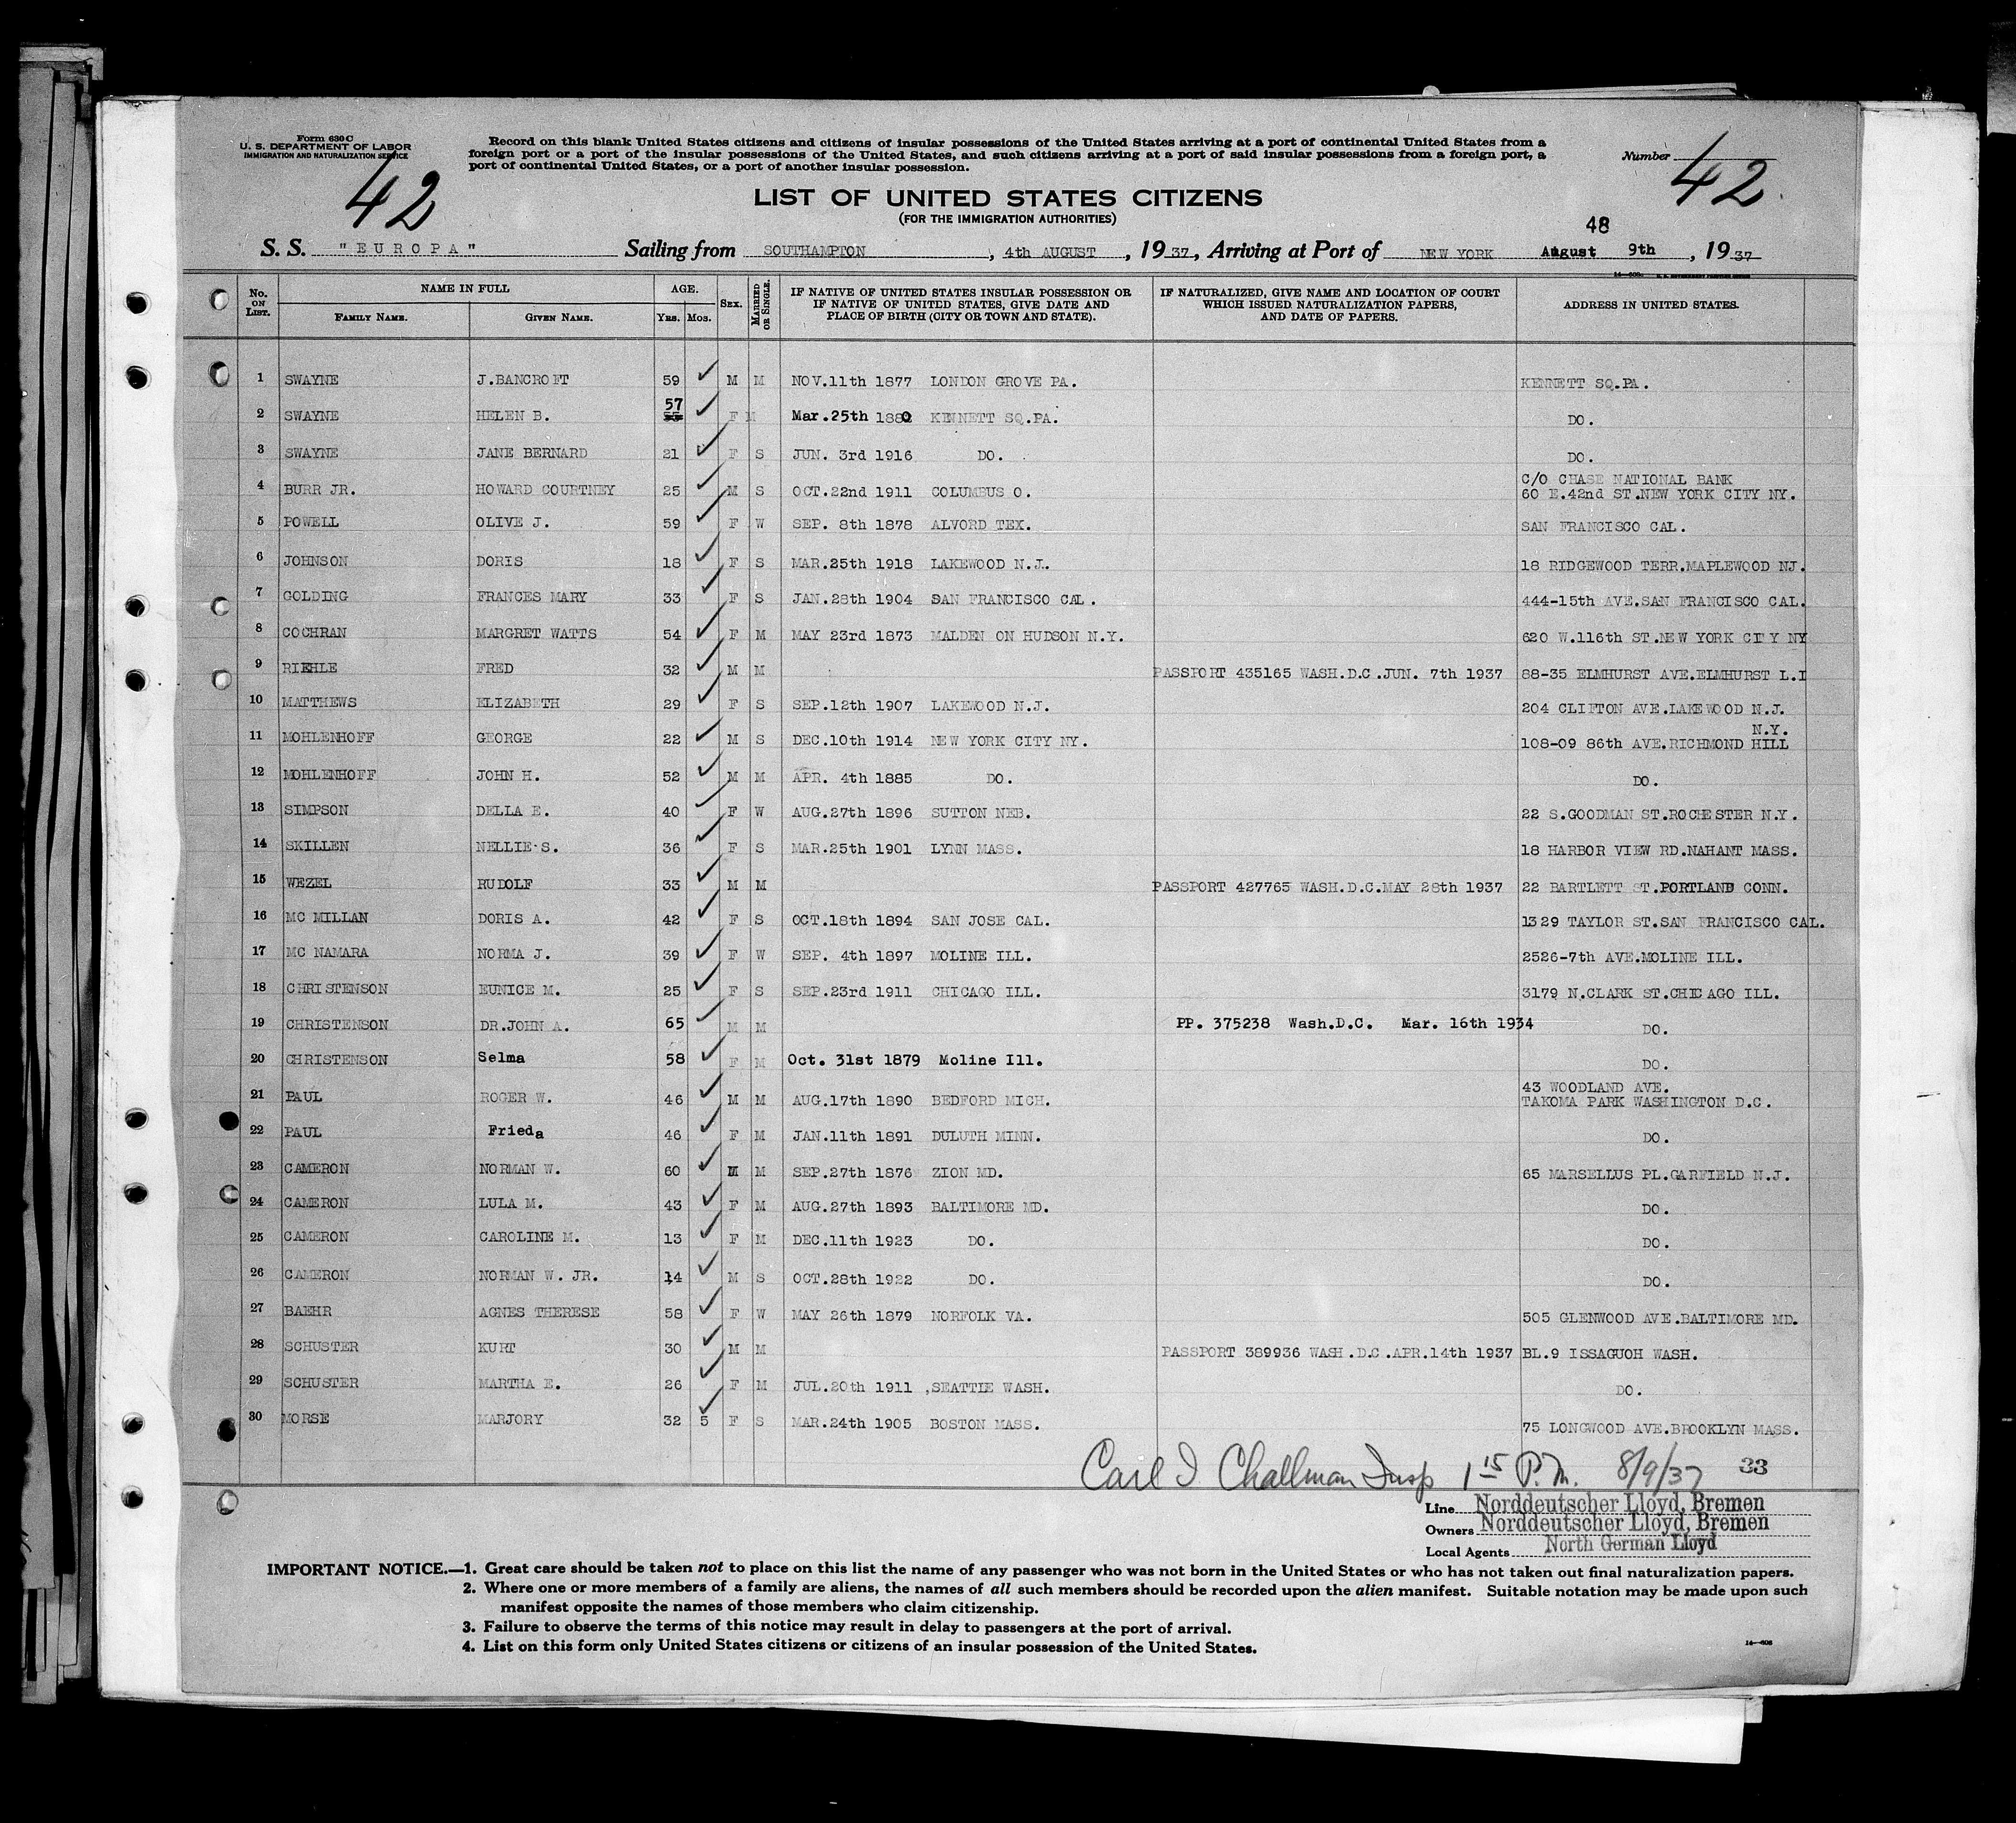 Form 630 C
U. S. DEPARTMENT OF LABOR
IMMIGRATION AND NATURALIZATION SERVICE
Record on this blank United States citizens and citizens of insular possessions of the United States arriving at a port of continental United States from a
foreign port or a port of the insular possessions of the United States, and such citizens arriving at a port of said insular possessions from a foreign port, a
port of continental United States, or a port of another insular possession.
Number 42
42
LIST OF UNITED STATES CITIZENS
(FOR THE IMMIGRATION AUTHORITIES)
48
S. S. "EUROPA" Sailing from SOUTHAMPTON, 4th AUGUST, 19 37, Arriving at Port of NEW YORK August 9th, 19 37
No. ON LIST. NAME IN FULL FAMILY NAME. GIVEN NAME. AGE. YRS. MOS. SEX. MARRIED OR SINGLE. IF NATIVE OF UNITED STATES INSULAR POSSESSION OR IF NATIVE OF UNITED STATES, GIVE DATE AND PLACE OF BIRTH (CITY OR TOWN AND STATE). IF NATURALIZED, GIVE NAME AND LOCATION OF COURT WHICH ISSUED NATURALIZATION PAPERS, AND DATE OF PAPERS. ADDRESS IN UNITED STATES.
1 SWAYNE J.BANCROFT 59 M M NOV.11th 1877 LONDON GROVE PA. KENNETT SQ.PA.
2 SWAYNE HELEN B. 57 F M Mar.25th 1880 KENNETT SQ.PA. DO.
3 SWAYNE JANE BERNARD 21 F S JUN. 3rd 1916 DO. DO.
4 BURR JR. HOWARD COURTNEY 25 M S OCT.22nd 1911 COLUMBUS O. C/O CHASE NATIONAL BANK
60 E.42nd ST.NEW YORK CITY NY.
5 POWELL OLIVE J. 59 F W SEP. 8th 1878 ALVORD TEX. SAN FRANCISCO CAL.
6 JOHNSON DORIS 18 F S MAR.25th 1918 LAKEWOOD N.J. 18 RIDGEWOOD TERR.MAPLEWOOD NJ.
7 GOLDING FRANCES MARY 33 F S JAN.28th 1904 SAN FRANCISCO CAL. 444-15th AVE.SAN FRANCISCO CAL.
8 COCHRAN MARGRET WATTS 54 F M MAY 23rd 1873 MALDEN ON HUDSON N.Y. 620 W.116th ST.NEW YORK CITY NY
9 RIEHLE FRED 32 M M PASSPORT 435165 WASH.D.C.JUN. 7th 1937 88-35 ELMHURST AVE.ELMHURST L.I
10 MATTHEWS ELIZABETH 29 F S SEP.12th 1907 LAKEWOOD N.J. 204 CLIFTON AVE.LAKEWOOD N.J.
11 MOHLENHOFF GEORGE 22 M S DEC.10th 1914 NEW YORK CITY NY. 108-09 86th AVE.RICHMOND HILL N.Y.
12 MOHLENHOFF JOHN H. 52 M M APR. 4th 1885 DO. DO.
13 SIMPSON DELLA E. 40 F W AUG.27th 1896 SUTTON NEB. 22 S.GOODMAN ST.ROCHESTER N.Y.
14 SKILLEN NELLIE S. 36 F S MAR.25th 1901 LYNN MASS. 18 HARBOR VIEW RD.NAHANT MASS.
15 WEZEL RUDOLF 33 M M PASSPORT 427765 WASH.D.C.MAY 28th 1937 22 BARTLETT ST.PORTLAND CONN.
16 MC MILLAN DORIS A. 42 F S OCT.18th 1894 SAN JOSE CAL. 1329 TAYLOR ST.SAN FRANCISCO CAL.
17 MC NAMARA NORMA J. 39 F W SEP. 4th 1897 MOLINE ILL. 2526-7th AVE.MOLINE ILL.
18 CHRISTENSON EUNICE M. 25 F S SEP.23rd 1911 CHICAGO ILL. 3179 N.CLARK ST.CHICAGO ILL.
19 CHRISTENSON DR.JOHN A. 65 M M PP. 375238 Wash.D.C. Mar. 16th 1934 DO.
20 CHRISTENSON Selma 58 F M Oct. 31st 1879 Moline Ill. DO.
21 PAUL ROGER W. 46 M M AUG.17th 1890 BEDFORD MICH. 43 WOODLAND AVE.
TAKOMA PARK WASHINGTON D.C.
22 PAUL Frieda 46 F M JAN.11th 1891 DULUTH MINN. DO.
23 CAMERON NORMAN W. 60 M M SEP.27th 1876 ZION MD. 65 MARSELLUS PL.GARFIELD N.J.
24 CAMERON LULA M. 43 F M AUG.27th 1893 BALTIMORE MD. DO.
25 CAMERON CAROLINE M. 13 F M DEC.11th 1923 DO. DO.
26 CAMERON NORMAN W. JR. 14 M S OCT.28th 1922 DO. DO.
27 BAEHR AGNES THERESE 58 F W MAY 26th 1879 NORFOLK VA. 505 GLENWOOD AVE.BALTIMORE MD.
28 SCHUSTER KURT 30 M M PASSPORT 389936 WASH.D.C.APR.14th 1937 BL.9 ISSAGUOH WASH.
29 SCHUSTER MARTHA E. 26 F M JUL.20th 1911 ,SEATTLE WASH. DO.
30 MORSE MARJORY 32 5 F S MAR.24th 1905 BOSTON MASS. 75 LONGWOOD AVE.BROOKLYN MASS.
Carl I Challman Insp 1 15 P.M. 8/9/37 33
Line Norddeutscher Lloyd, Bremen
Owners Norddeutscher Lloyd, Bremen
Local Agents North German Lloyd
IMPORTANT NOTICE.—1. Great care should be taken not to place on this list the name of any passenger who was not born in the United States or who has not taken out final naturalization papers.
2. Where one or more members of a family are aliens, the names of all such members should be recorded upon the alien manifest. Suitable notation may be made upon such
manifest opposite the names of those members who claim citizenship.
3. Failure to observe the terms of this notice may result in delay to passengers at the port of arrival.
4. List on this form only United States citizens or citizens of an insular possession of the United States.
14—608